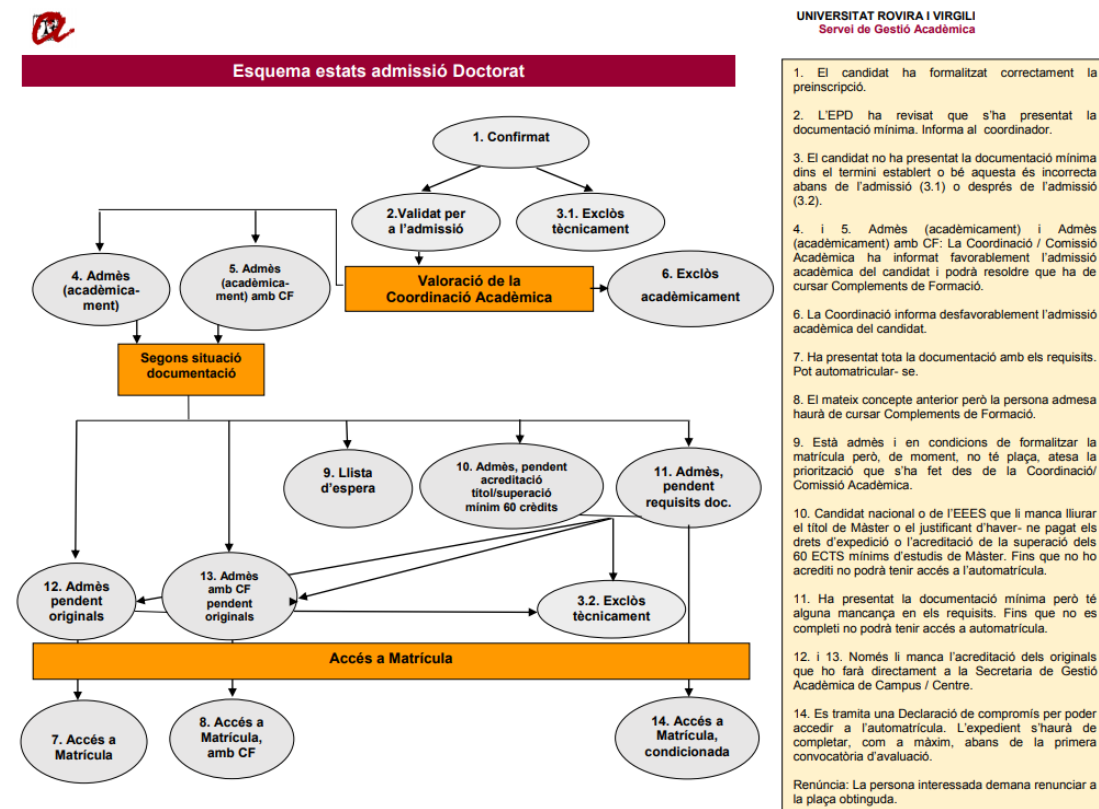 UNIVERSITAT ROVIRA I VIRGILI
Servei de Gestió Acadèmica
Esquema estats admissió Doctorat
1. Confirmat
2.Validat per
a l’admissió
3.1. Exclòs
tècnicament
4. Admès
(acadèmica-
ment)
5. Admès
(acadèmica-
ment) amb CF
Valoració de la
Coordinació Acadèmica
6. Exclòs
acadèmicament
Segons situació
documentació
9. Llista
d’espera
10. Admès, pendent
acreditació
títol/superació
mínim 60 crèdits
11. Admès,
pendent
requisits doc.
12. Admès
pendent
originals
13. Admès
amb CF
pendent
originals
3.2. Exclòs
tècnicament
Accés a Matrícula
7. Accés a
Matrícula
8. Accés a
Matrícula,
amb CF
14. Accés a
Matrícula,
condicionada
1. El candidat ha formalitzat correctament la
preinscripció.
2. L’EPD ha revisat que s’ha presentat la
documentació mínima. Informa al coordinador.
3. El candidat no ha presentat la documentació mínima
dins el termini establert o bé aquesta és incorrecta
abans de l’admissió (3.1) o després de l’admissió
(3.2).
4. i 5. Admès (acadèmicament) i Admès
(acadèmicament) amb CF: La Coordinació / Comissió
Acadèmica ha informat favorablement l’admissió
acadèmica del candidat i podrà resoldre que ha de
cursar Complements de Formació.
6. La Coordinació informa desfavorablement l’admissió
acadèmica del candidat.
7. Ha presentat tota la documentació amb els requisits.
Pot automatricular- se.
8. El mateix concepte anterior però la persona admesa
haurà de cursar Complements de Formació.
9. Està admès i en condicions de formalitzar la
matrícula però, de moment, no té plaça, atesa la
priorització que s’ha fet des de la Coordinació/
Comissió Acadèmica.
10. Candidat nacional o de l’EEES que li manca lliurar
el títol de Màster o el justificant d’haver- ne pagat els
drets d’expedició o l’acreditació de la superació dels
60 ECTS mínims d’estudis de Màster. Fins que no ho
acrediti no podrà tenir accés a l’automatrícula.
11. Ha presentat la documentació mínima però té
alguna mancança en els requisits. Fins que no es
completi no podrà tenir accés a automatrícula.
12. i 13. Només li manca l’acreditació dels originals
que ho farà directament a la Secretaria de Gestió
Acadèmica de Campus / Centre.
14. Es tramita una Declaració de compromís per poder
accedir a l’automatrícula. L’expedient s’haurà de
completar, com a màxim, abans de la primera
convocatòria d’avaluació.
Renúncia: La persona interessada demana renunciar a
la plaça obtinguda.